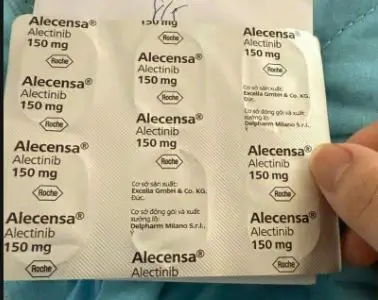 Alecensa®
Alectinib
150 mg
Roche
Alecensa®
Alectinib
150 mg
Roche
Alecensa®
Alectinib
150 mg
Roche
Alecensa®
Alectinib
150 mg
Roche
150 mg
Roche
Alecensa®
Alectinib
150 mg
Roche
Alecensa®
Alectinib
150 mg
Roche
Cơ sở sản xuất:
Excella GmbH & Co. KG,
Đức.
Cơ sở đóng gói và xuất
xưởng lô:
Delpharm Milano S.r.l.,
Ý
Alecensa®
Alectinib
Alecensa®
Alectinib
150 mg
Roche
Cơ sở sản xuất:
Excella GmbH & Co. KG,
Đức.
Cơ sở đóng gói và xuất
xưởng lô:
Delpharm Milano S.r.l.,
Ý
Alecensa®
Alectinib
150 mg
Roche
Alecensa®
Alectinib
150 mg
Roche